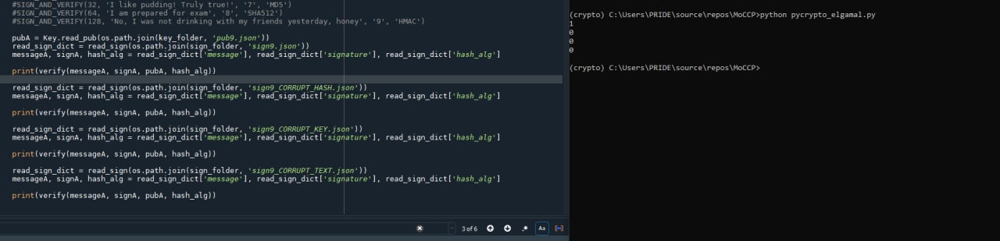 #SIGN_AND_VERIFY(32, 'I like pudding! Truly true!', '7', 'MD5')
#SIGN_AND_VERIFY(64, 'I am prepared for exam', '8', 'SHA512')
#SIGN_AND_VERIFY(128, 'No, I was not drinking with my friends yesterday, honey', '9', 'HMAC')
pubA = Key.read_pub(os.path.join(key_folder, 'pub9.json'))
read_sign_dict = read_sign(os.path.join(sign_folder, 'sign9.json'))
messageA, signA, hash_alg = read_sign_dict['message'], read_sign_dict['signature'], read_sign_dict['hash_alg']
print(verify(messageA, signA, pubA, hash_alg))
read_sign_dict = read_sign(os.path.join(sign_folder, 'sign9_CORRUPT_HASH.json'))
messageA, signA, hash_alg = read_sign_dict['message'], read_sign_dict['signature'], read_sign_dict['hash_alg']
print(verify(messageA, signA, pubA, hash_alg))
read_sign_dict = read_sign(os.path.join(sign_folder, 'sign9_CORRUPT_KEY.json'))
messageA, signA, hash_alg = read_sign_dict['message'], read_sign_dict['signature'], read_sign_dict['hash_alg']
print(verify(messageA, signA, pubA, hash_alg))
read_sign_dict = read_sign(os.path.join(sign_folder, 'sign9_CORRUPT_TEXT.json'))
messageA, signA, hash_alg = read_sign_dict['message'], read_sign_dict['signature'], read_sign_dict['hash_alg']
print(verify(messageA, signA, pubA, hash_alg))
3 of 6
.* Aa
(crypto) C:\Users\PRIDE\source\repos\MoCCP>python pycrypto_elgamal.py
1
0
0
0
(crypto) C:\Users\PRIDE\source\repos\MoCCP>